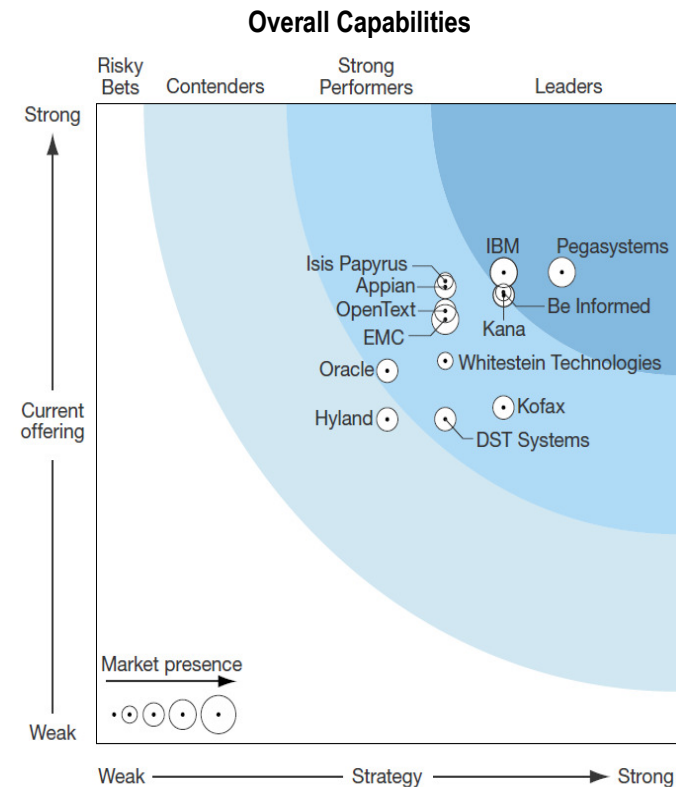 Overall Capabilities
Risky
Bets
Contenders
Strong
Performers
Leaders
Strong
IBM
Pegasystems
Isis Papyrus
Appian
Be Informed
OpenText
Kana
EMC
Whitestein Technologies
Oracle
Current
offering
Kofax
Hyland
DST Systems
Market presence
Weak
Weak
Strategy
Strong